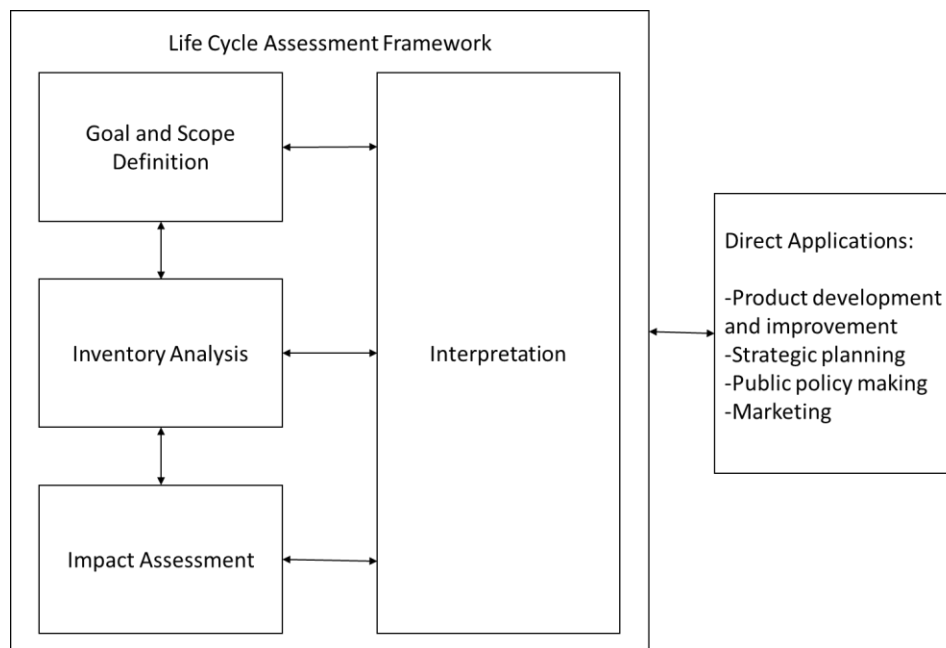 Life Cycle Assessment Framework
Goal and Scope
Definition
Inventory Analysis
Impact Assessment
Interpretation
Direct Applications:
-Product development
and improvement
-Strategic planning
-Public policy making
-Marketing